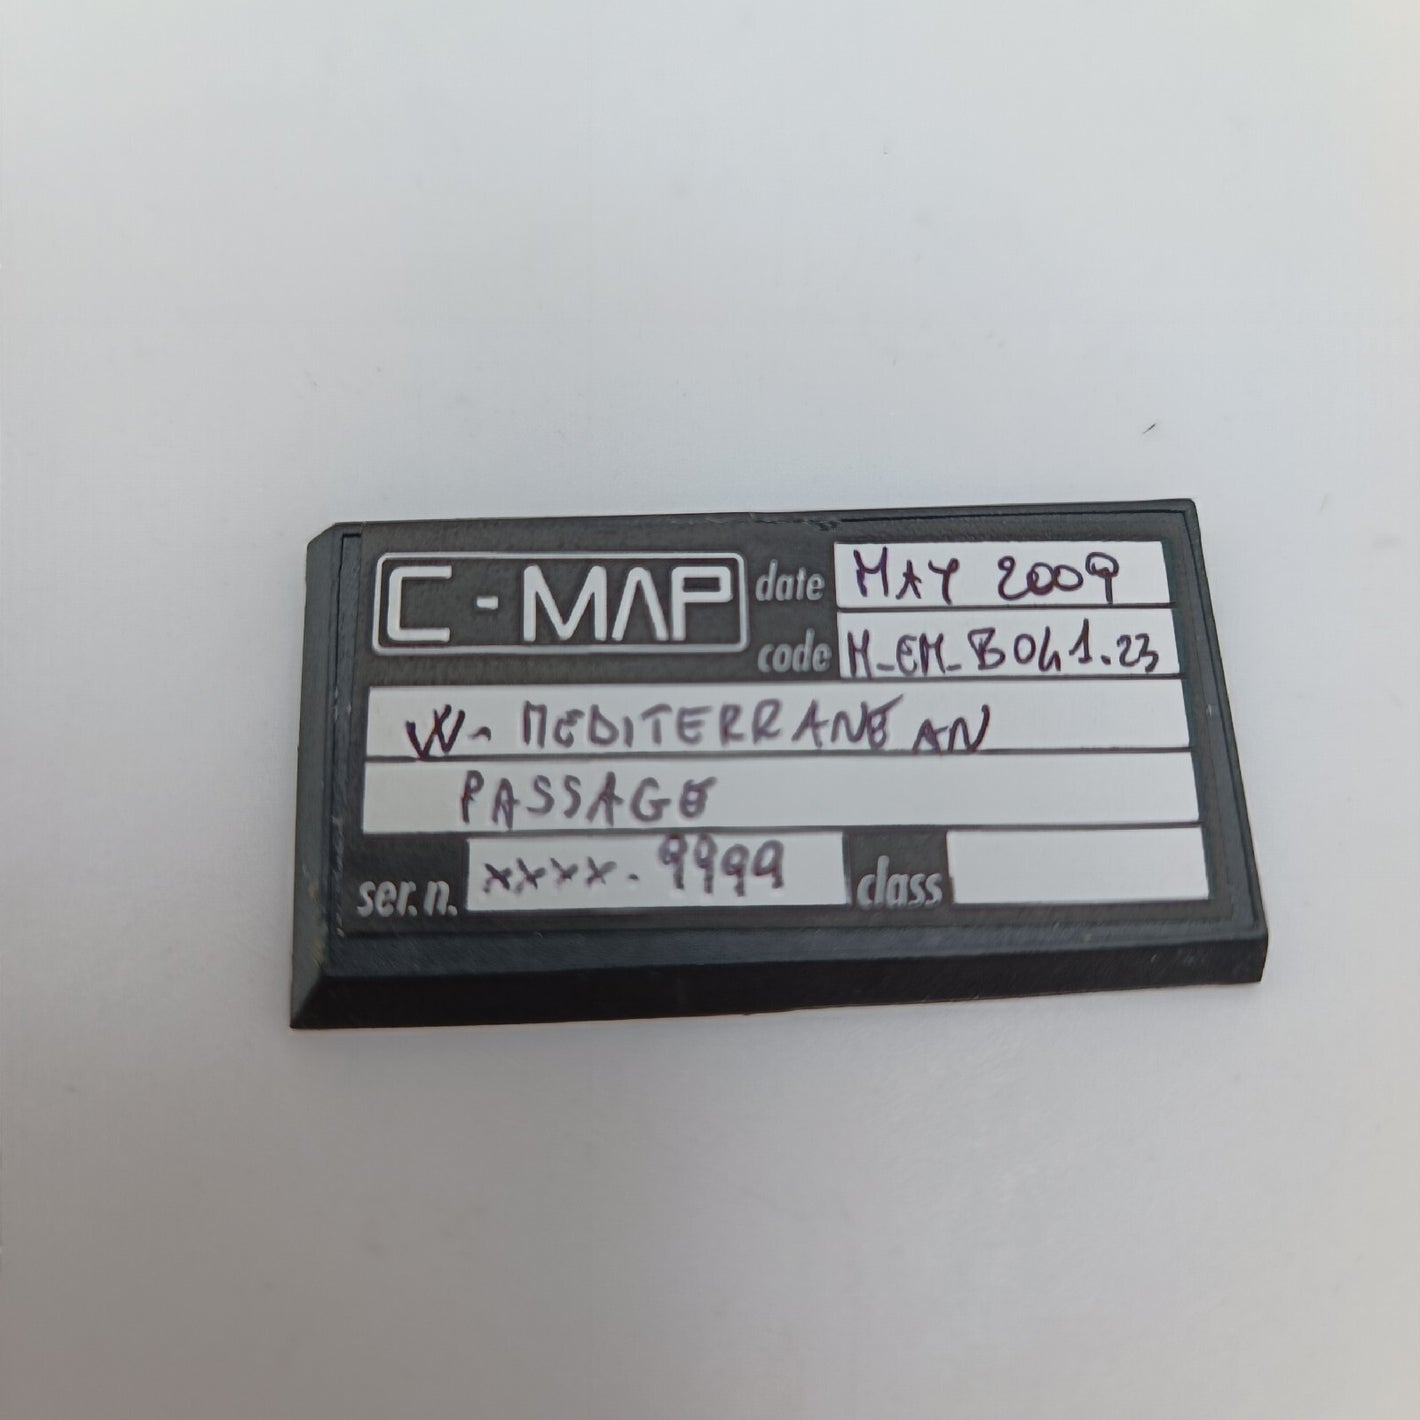 C-MAP date MAY 2009
code M-EM-B041.23
W- MEDITERRANEAN
PASSAGE
ser. n. xxxx. 9999 class